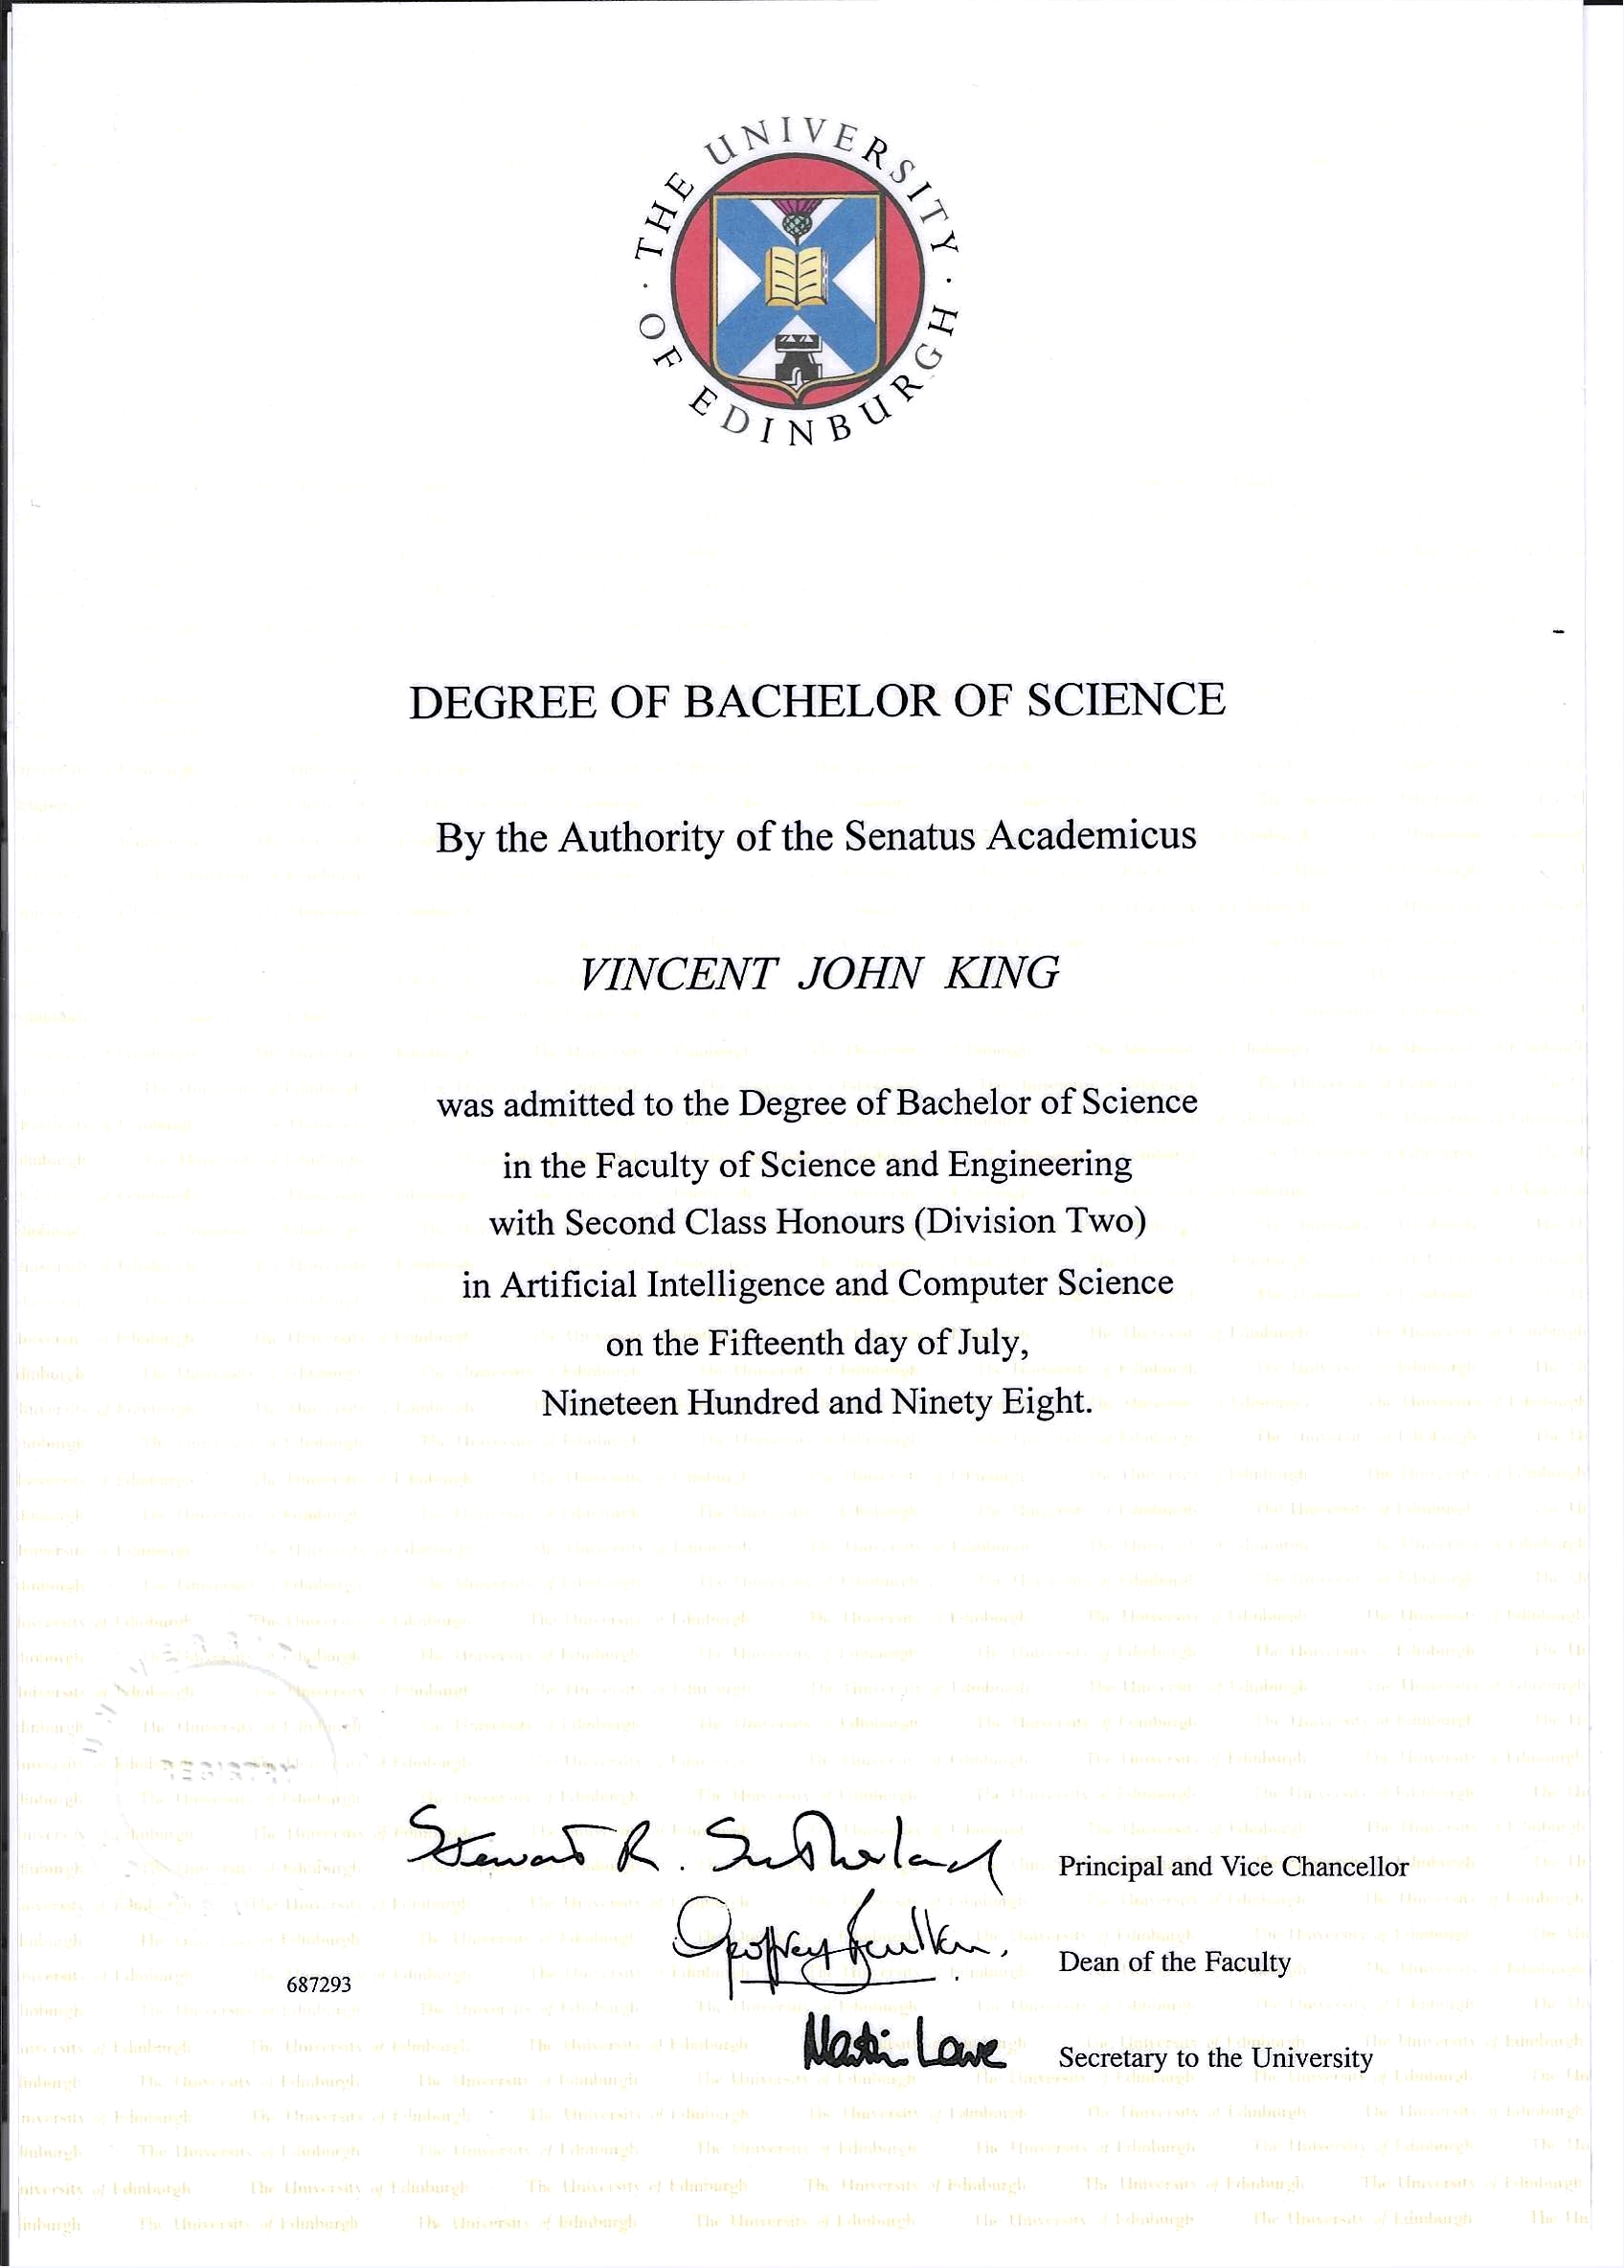 THE UNIVERSITY
OF EDINBURGH
DEGREE OF BACHELOR OF SCIENCE
By the Authority of the Senatus Academicus
VINCENT JOHN KING
was admitted to the Degree of Bachelor of Science
in the Faculty of Science and Engineering
with Second Class Honours (Division Two)
in Artificial Intelligence and Computer Science
on the Fifteenth day of July,
Nineteen Hundred and Ninety Eight.
REGISTRY
Stewart R. Sutherland Principal and Vice Chancellor
Geoffrey Dean of the Faculty
687293
Martin Lowe Secretary to the University
The University of Edinburgh